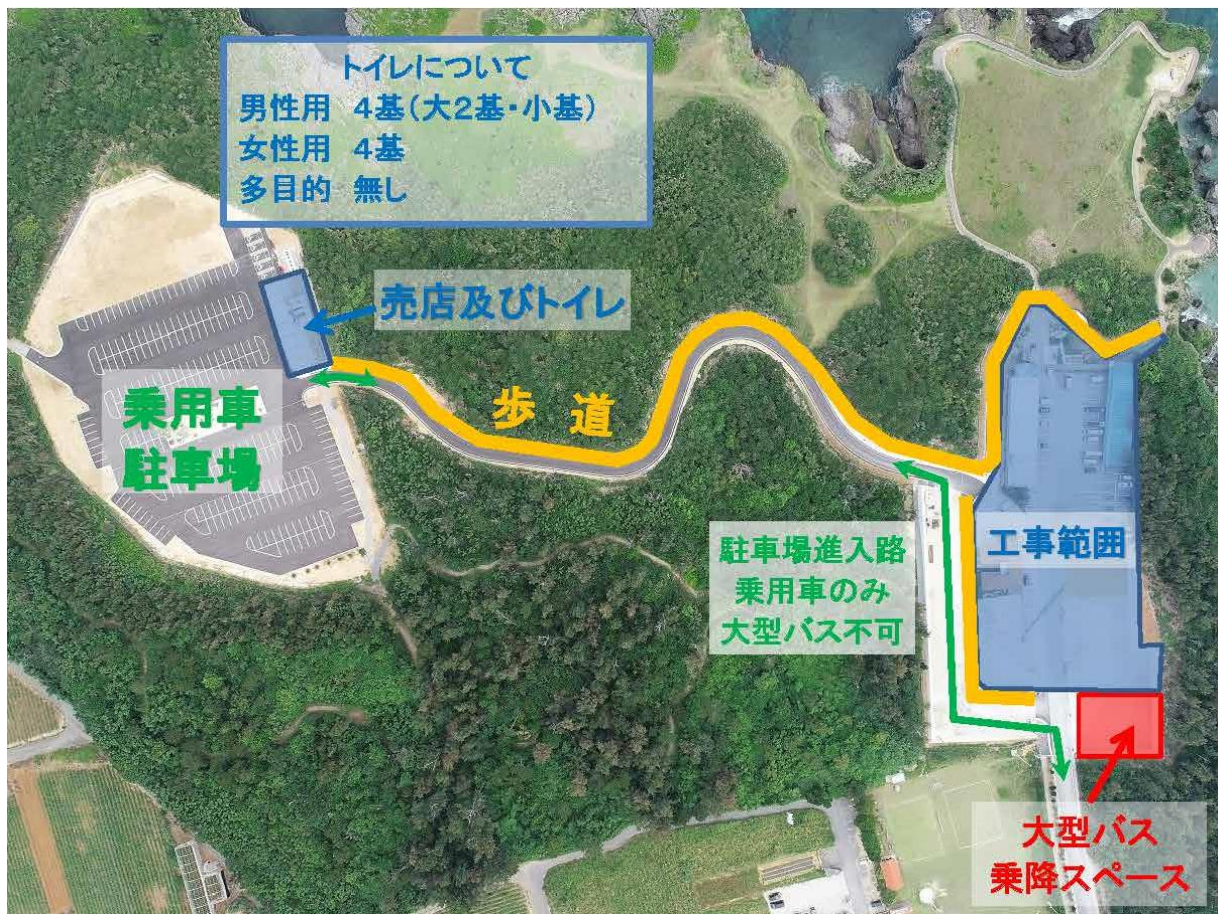 トイレについて
男性用 4基(大2基・小基)
女性用 4基
多目的 無し
売店及びトイレ
乗用車
駐車場
歩 道
駐車場進入路
乗用車のみ
大型バス不可
工事範囲
大型バス
乗降スペース